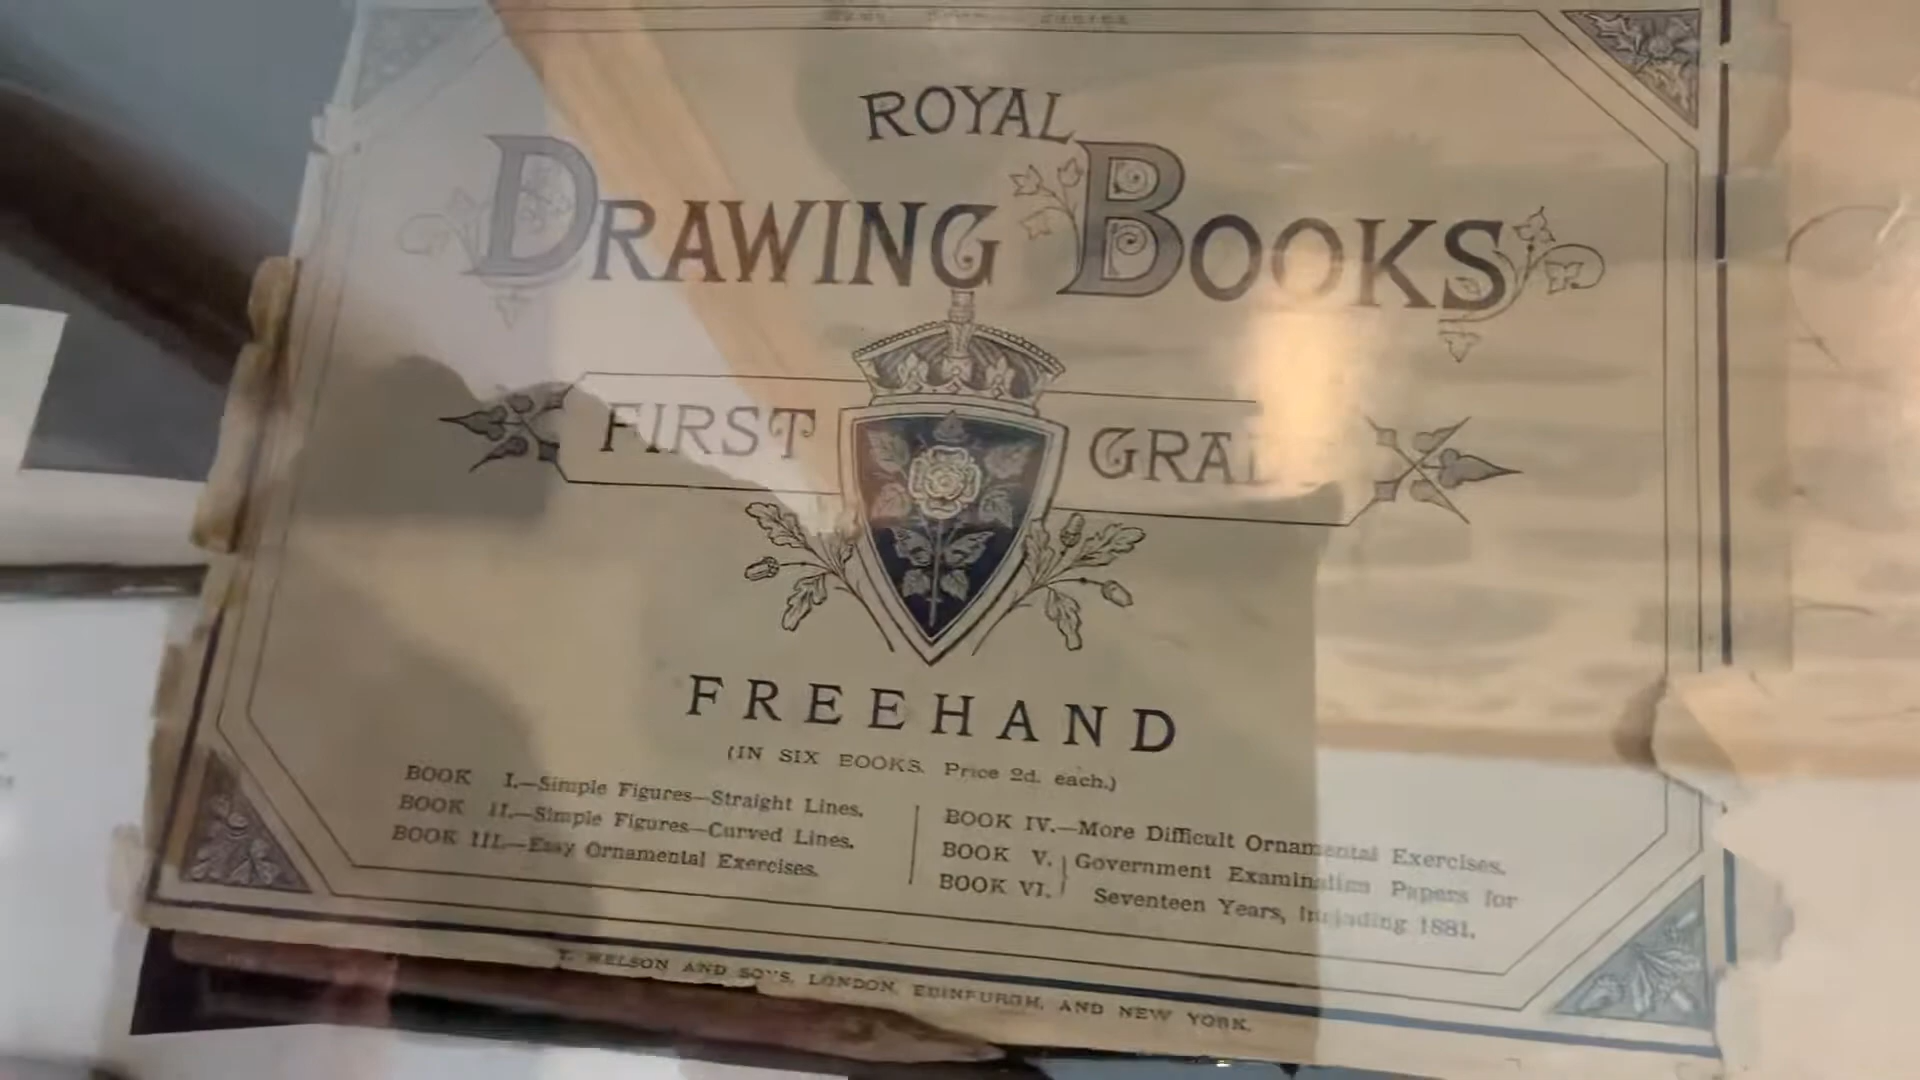 ROYAL
DRAWING BOOKS
FIRST GRADE
FREEHAND
(IN SIX BOOKS. Price 2d. each.)
BOOK I.—Simple Figures—Straight Lines.
BOOK II.—Simple Figures—Curved Lines.
BOOK III.—Easy Ornamental Exercises.
BOOK IV.—More Difficult Ornamental Exercises.
BOOK V. } Government Examination Papers for
BOOK VI. } Seventeen Years, Including 1881.
T. NELSON AND SONS, LONDON, EDINBURGH, AND NEW YORK.